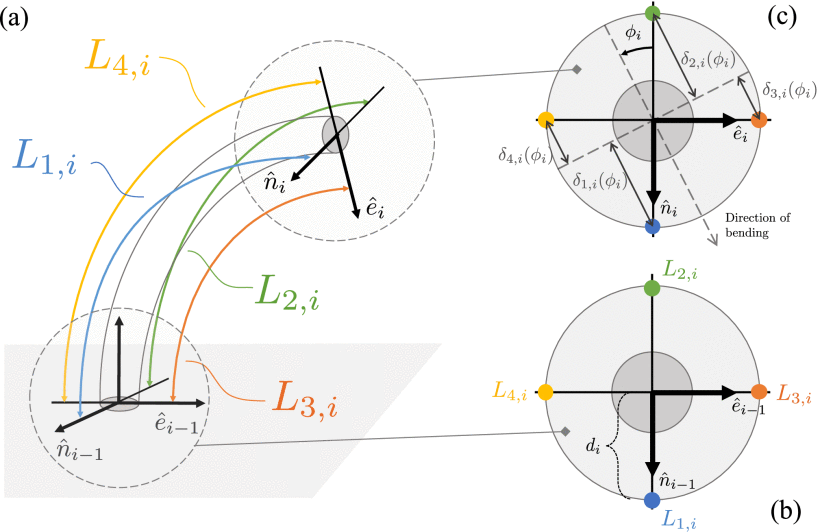 (a)
L_{4,i}
L_{1,i}
\hat{n}_i
\hat{e}_i
L_{2,i}
L_{3,i}
\hat{e}_{i-1}
\hat{n}_{i-1}
(c)
\phi_i
\delta_{2,i}(\phi_i)
\delta_{3,i}(\phi_i)
\hat{e}_i
\delta_{4,i}(\phi_i)
\delta_{1,i}(\phi_i)
\hat{n}_i
Direction of
bending
L_{2,i}
L_{4,i}
L_{3,i}
\hat{e}_{i-1}
d_i
\hat{n}_{i-1}
L_{1,i}
(b)